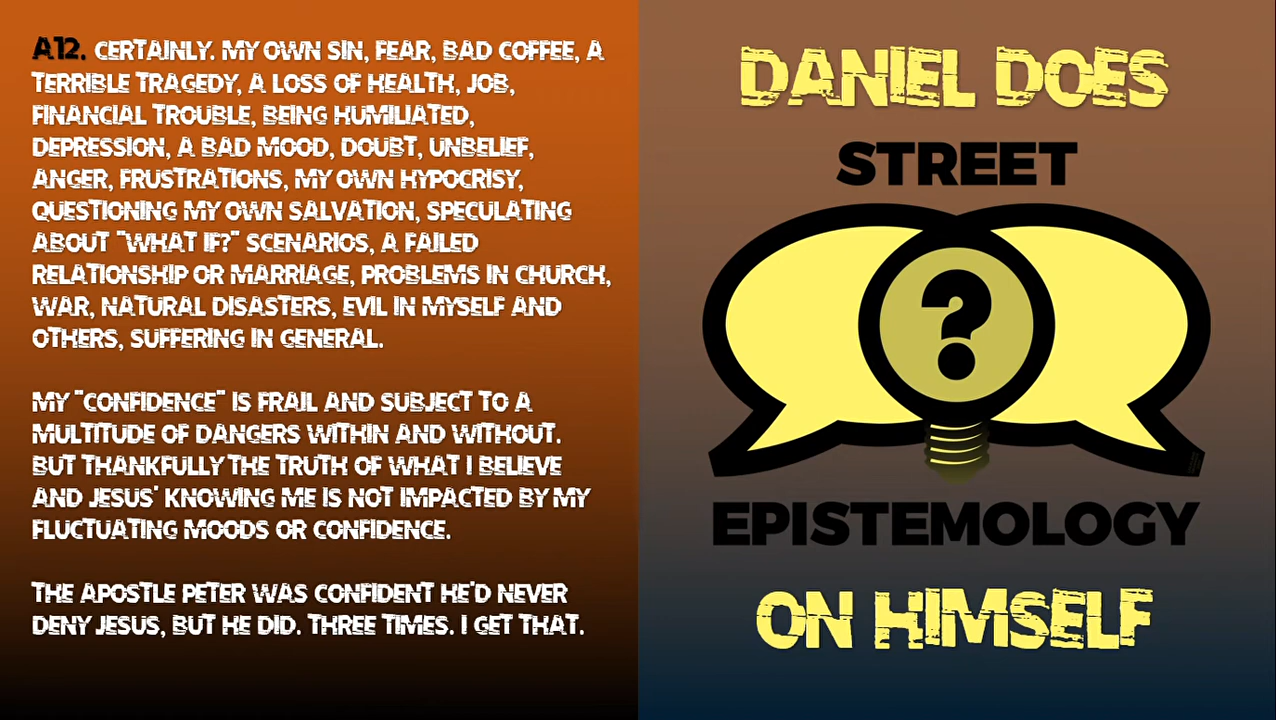 A12. CERTAINLY. MY OWN SIN, FEAR, BAD COFFEE, A
TERRIBLE TRAGEDY, A LOSS OF HEALTH, JOB,
FINANCIAL TROUBLE, BEING HUMILIATED,
DEPRESSION, A BAD MOOD, DOUBT, UNBELIEF,
ANGER, FRUSTRATIONS, MY OWN HYPOCRISY,
QUESTIONING MY OWN SALVATION, SPECULATING
ABOUT "WHAT IF?" SCENARIOS, A FAILED
RELATIONSHIP OR MARRIAGE, PROBLEMS IN CHURCH,
WAR, NATURAL DISASTERS, EVIL IN MYSELF AND
OTHERS, SUFFERING IN GENERAL.
MY "CONFIDENCE" IS FRAIL AND SUBJECT TO A
MULTITUDE OF DANGERS WITHIN AND WITHOUT.
BUT THANKFULLY THE TRUTH OF WHAT I BELIEVE
AND JESUS' KNOWING ME IS NOT IMPACTED BY MY
FLUCTUATING MOODS OR CONFIDENCE.
THE APOSTLE PETER WAS CONFIDENT HE'D NEVER
DENY JESUS, BUT HE DID. THREE TIMES. I GET THAT.
DANIEL DOES
STREET
?
EPISTEMOLOGY
ON HIMSELF